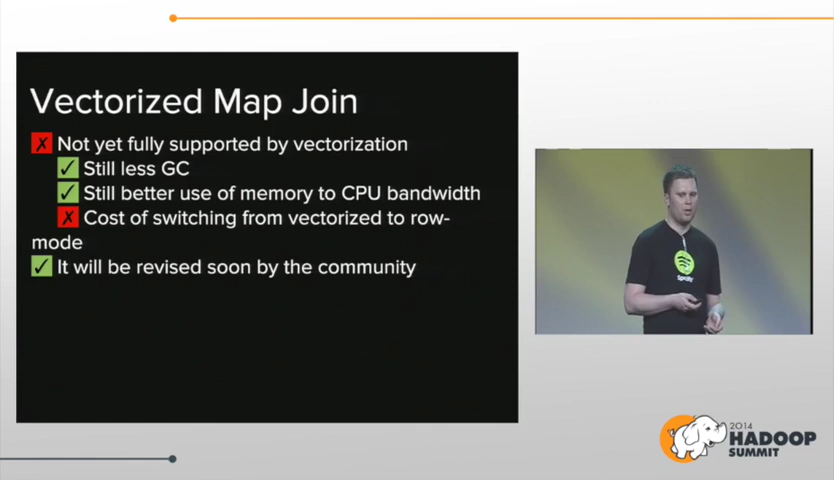 Vectorized Map Join
✗ Not yet fully supported by vectorization
✓ Still less GC
✓ Still better use of memory to CPU bandwidth
✗ Cost of switching from vectorized to row-
mode
✓ It will be revised soon by the community
Spotify
2014
HADOOP
SUMMIT